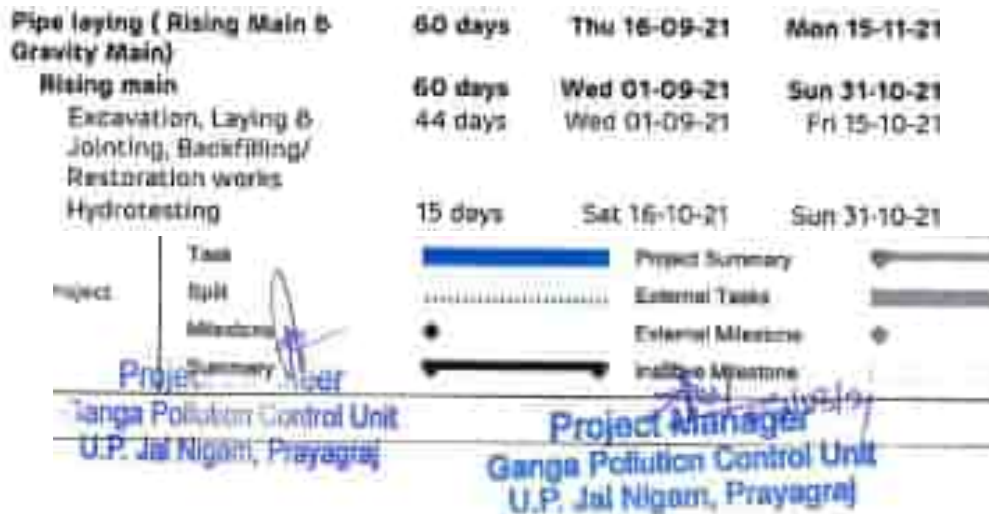 Pipe laying ( Rising Main & Gravity Main) 60 days Thu 16-09-21 Mon 15-11-21
Rising main 60 days Wed 01-09-21 Sun 31-10-21
Excavation, Laying & Jointing, Backfilling/ Restoration works 44 days Wed 01-09-21 Fri 15-10-21
Hydrotesting 15 days Sat 16-10-21 Sun 31-10-21
Task Project Summary
Split External Tasks
Milestone External Milestone
Summary Inactive Milestone
Project
Ganga Pollution Control Unit
U.P. Jal Nigam, Prayagraj
Project Manager
Ganga Pollution Control Unit
U.P. Jal Nigam, Prayagraj